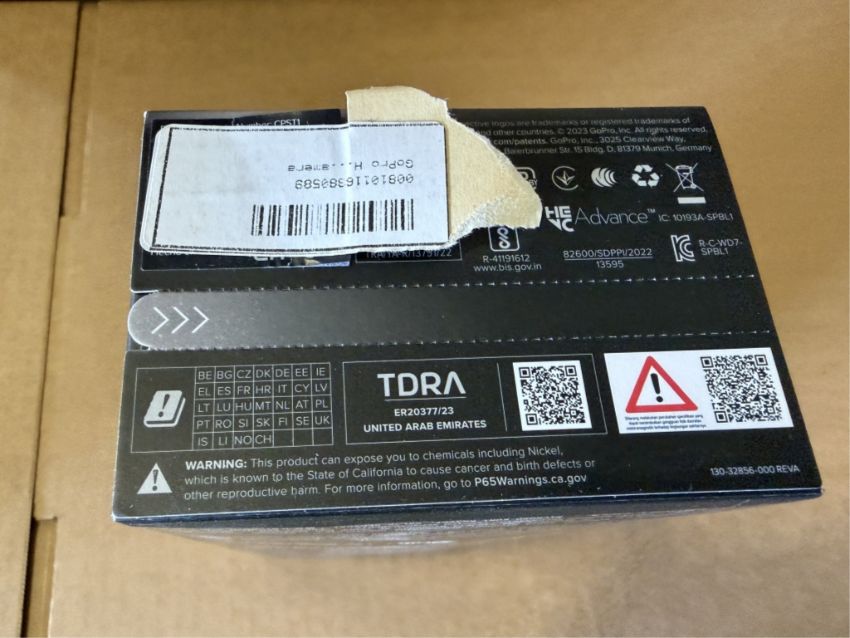 Number CPST1
GoPro H...amera
00810116380589
ctive logos are trademarks or registered trademarks of
and other countries. © 2023 GoPro, Inc. All rights reserved.
com/patents. GoPro, Inc., 3025 Clearview Way,
Baierbrunner Str. 15 Bldg. D, 81379 Munich, Germany
HEVC Advance™
IC: 10193A-SPBL1
R-41191612
www.bis.gov.in
82600/SDPPI/2022
13595
R-C-WD7-
SPBL1
BE BG CZ DK DE EE IE
EL ES FR HR IT CY LV
LT LU HU MT NL AT PL
PT RO SI SK FI SE UK
IS LI NO CH
TDRA
ER20377/23
UNITED ARAB EMIRATES
WARNING: This product can expose you to chemicals including Nickel,
which is known to the State of California to cause cancer and birth defects or
other reproductive harm. For more information, go to P65Warnings.ca.gov
130-32856-000 REVA